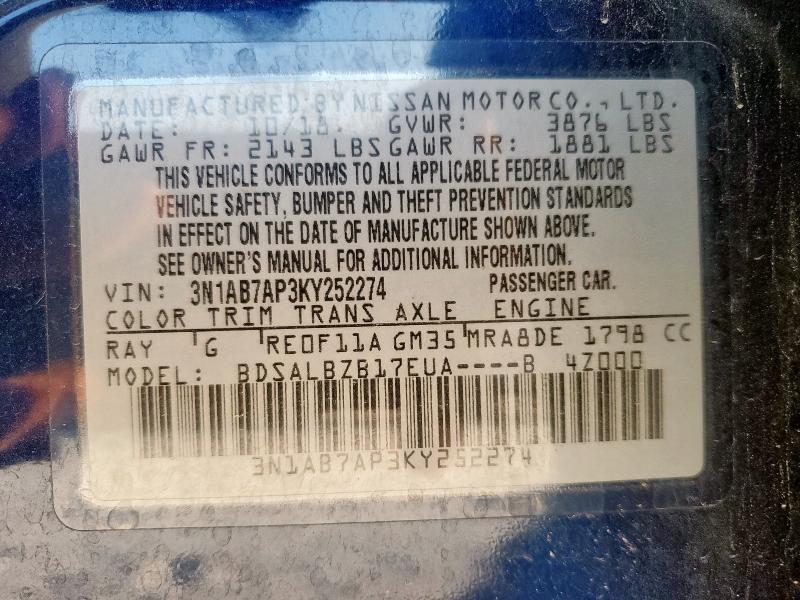 MANUFACTURED BY NISSAN MOTOR CO., LTD.
DATE: 10/18. GVWR: 3876 LBS
GAWR FR: 2143 LBS GAWR RR: 1881 LBS
THIS VEHICLE CONFORMS TO ALL APPLICABLE FEDERAL MOTOR
VEHICLE SAFETY, BUMPER AND THEFT PREVENTION STANDARDS
IN EFFECT ON THE DATE OF MANUFACTURE SHOWN ABOVE.
SEE OWNER'S MANUAL FOR ADDITIONAL INFORMATION.
VIN: 3N1AB7AP3KY252274 PASSENGER CAR.
COLOR TRIM TRANS AXLE ENGINE
RAY G RE0F11A GM35 MRA8DE 1798 CC
MODEL: BDSALBZB17EUA----B 4Z000
3N1AB7AP3KY252274